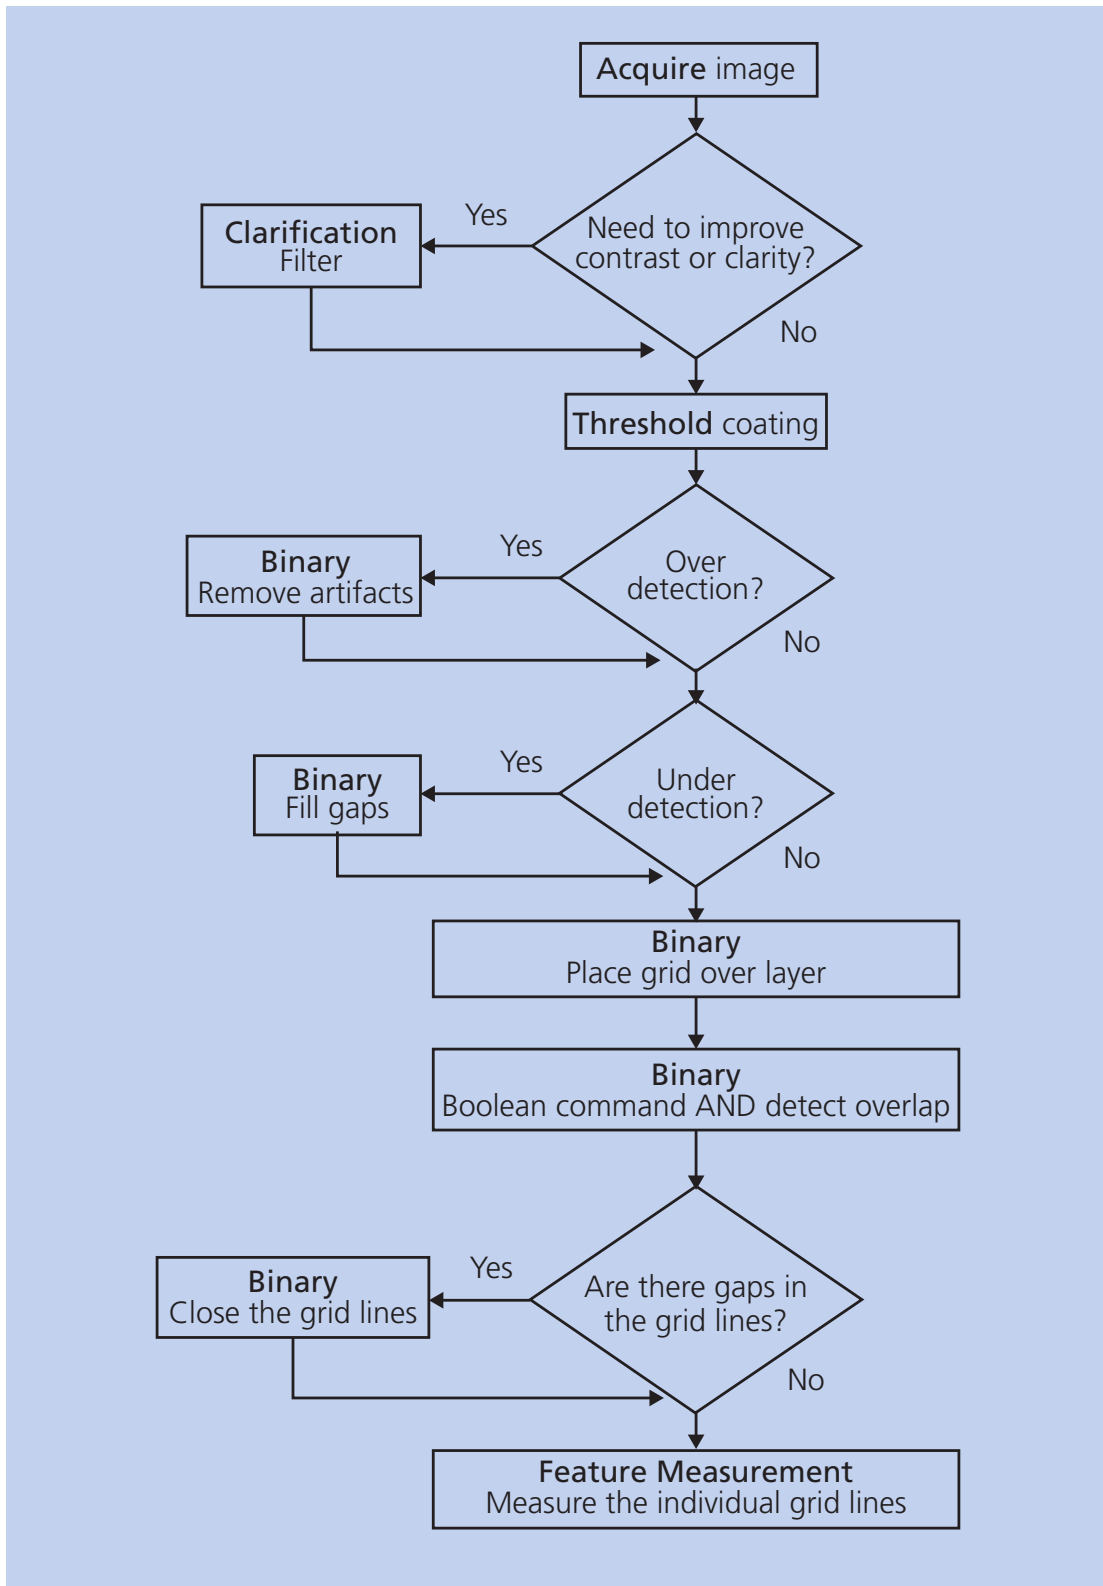 Acquire image
Need to improve
contrast or clarity?
Yes
Clarification
Filter
No
Threshold coating
Over
detection?
Yes
Binary
Remove artifacts
No
Under
detection?
Yes
Binary
Fill gaps
No
Binary
Place grid over layer
Binary
Boolean command AND detect overlap
Are there gaps in
the grid lines?
Yes
Binary
Close the grid lines
No
Feature Measurement
Measure the individual grid lines